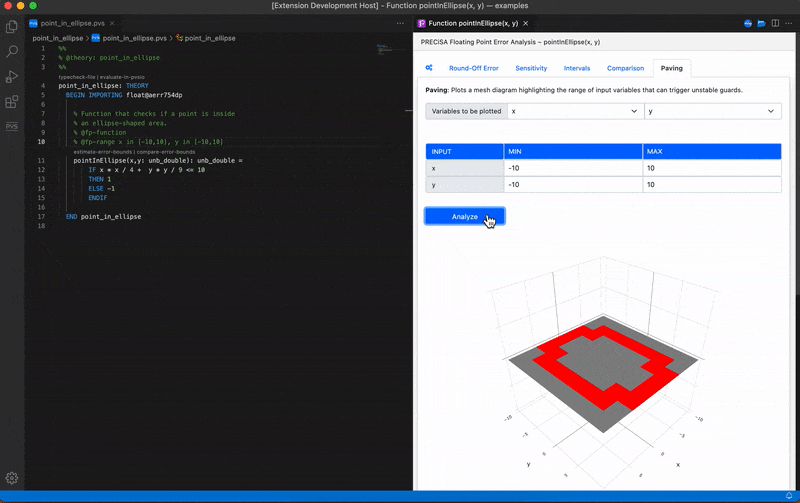 [Extension Development Host] - Function pointInEllipse(x, y) — examples
point_in_ellipse.pvs ×
point_in_ellipse > point_in_ellipse.pvs > point_in_ellipse
1 %%
2 % @theory: point_in_ellipse
3 %%
typecheck-file | evaluate-in-pvsio
4 point_in_ellipse: THEORY
5 BEGIN IMPORTING float@aerr754dp
6
7 % Function that checks if a point is inside
8 % an ellipse-shaped area.
9 % @fp-function
10 % @fp-range x in [-10,10], y in [-10,10]
estimate-error-bounds | compare-error-bounds
11 pointInEllipse(x,y: unb_double): unb_double =
12 IF x * x / 4 + y * y / 9 <= 10
13 THEN 1
14 ELSE -1
15 ENDIF
16
17 END point_in_ellipse
18
PVS
Function pointInEllipse(x, y) ×
PRECiSA Floating Point Error Analysis ~ pointInEllipse(x, y)
Round-Off Error Sensitivity Intervals Comparison Paving
Paving: Plots a mesh diagram highlighting the range of input variables that can trigger unstable guards.
Variables to be plotted x y
INPUT MIN MAX
x -10 10
y -10 10
Analyze
-10 -10
-5 -5
0 0
5 5
y x